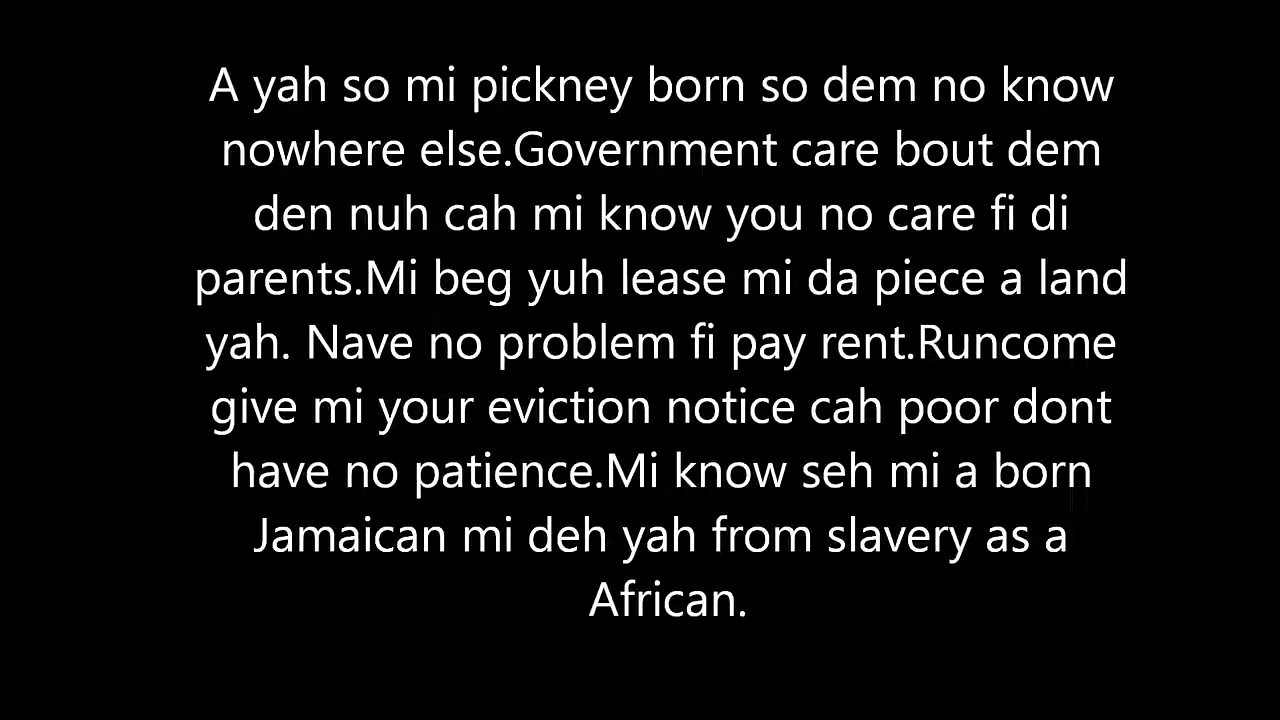 A yah so mi pickney born so dem no know
nowhere else.Government care bout dem
den nuh cah mi know you no care fi di
parents.Mi beg yuh lease mi da piece a land
yah. Nave no problem fi pay rent.Runcome
give mi your eviction notice cah poor dont
have no patience.Mi know seh mi a born
Jamaican mi deh yah from slavery as a
African.